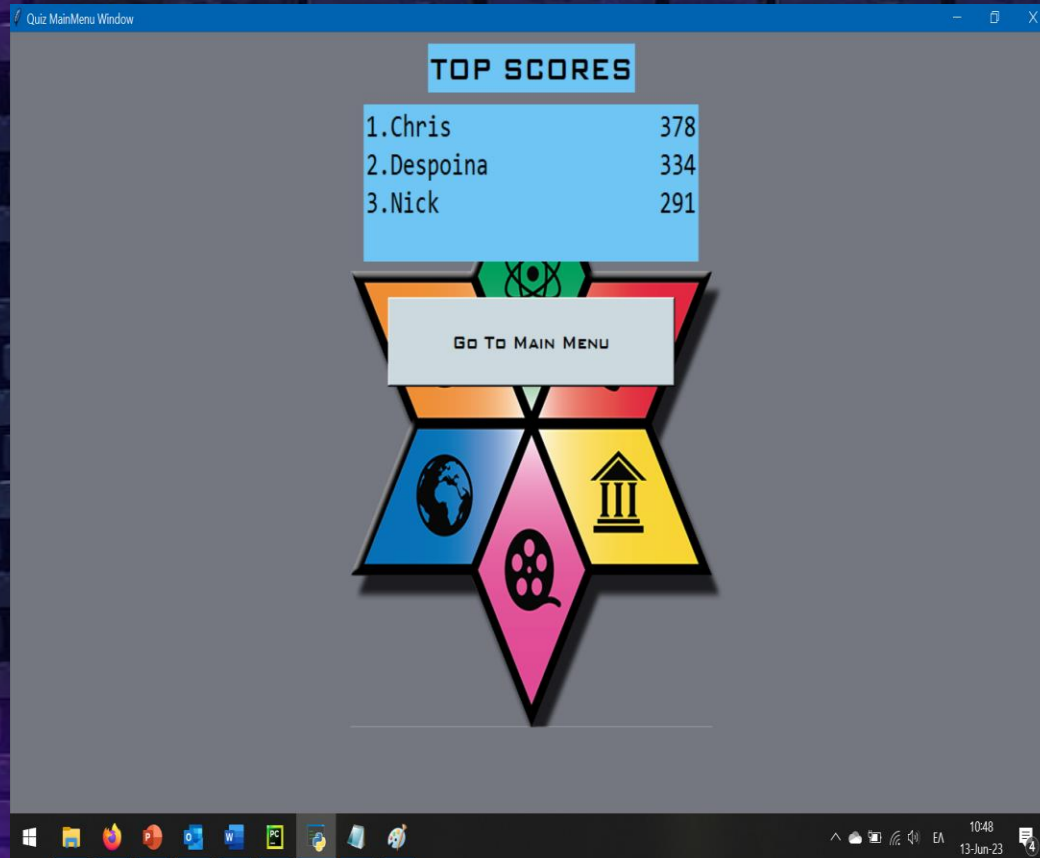 Quiz MainMenu Window
TOP SCORES
1.Chris 378
2.Despoina 334
3.Nick 291
Go To Main Menu
ΕΛ
10:48
13-Jun-23
4